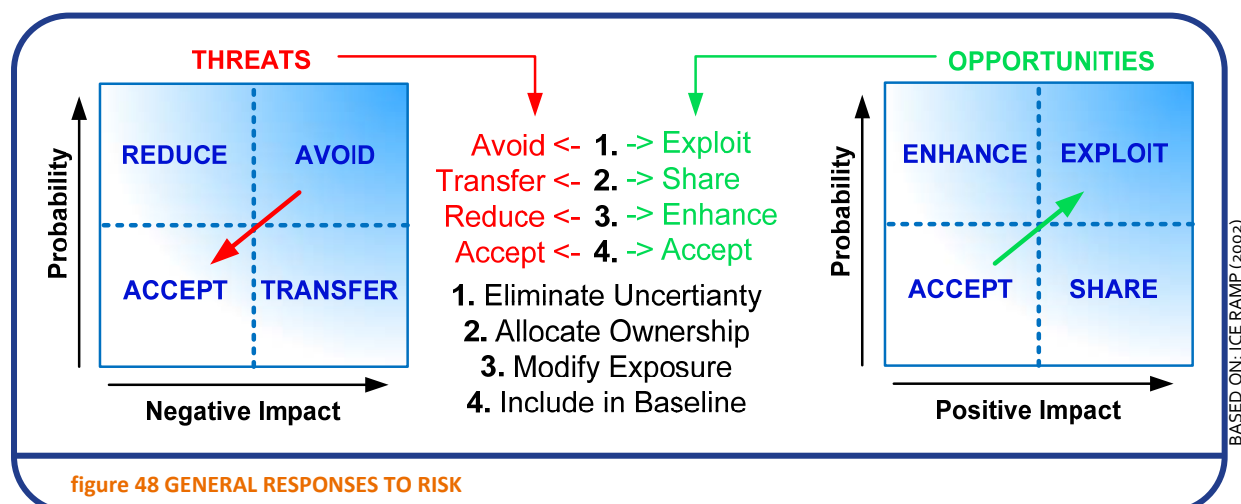 THREATS
OPPORTUNITIES
Probability
REDUCE AVOID
ACCEPT TRANSFER
Negative Impact
Avoid <- 1. -> Exploit
Transfer <- 2. -> Share
Reduce <- 3. -> Enhance
Accept <- 4. -> Accept
1. Eliminate Uncertianty
2. Allocate Ownership
3. Modify Exposure
4. Include in Baseline
Probability
ENHANCE EXPLOIT
ACCEPT SHARE
Positive Impact
BASED ON: ICE RAMP (2002)
figure 48 GENERAL RESPONSES TO RISK